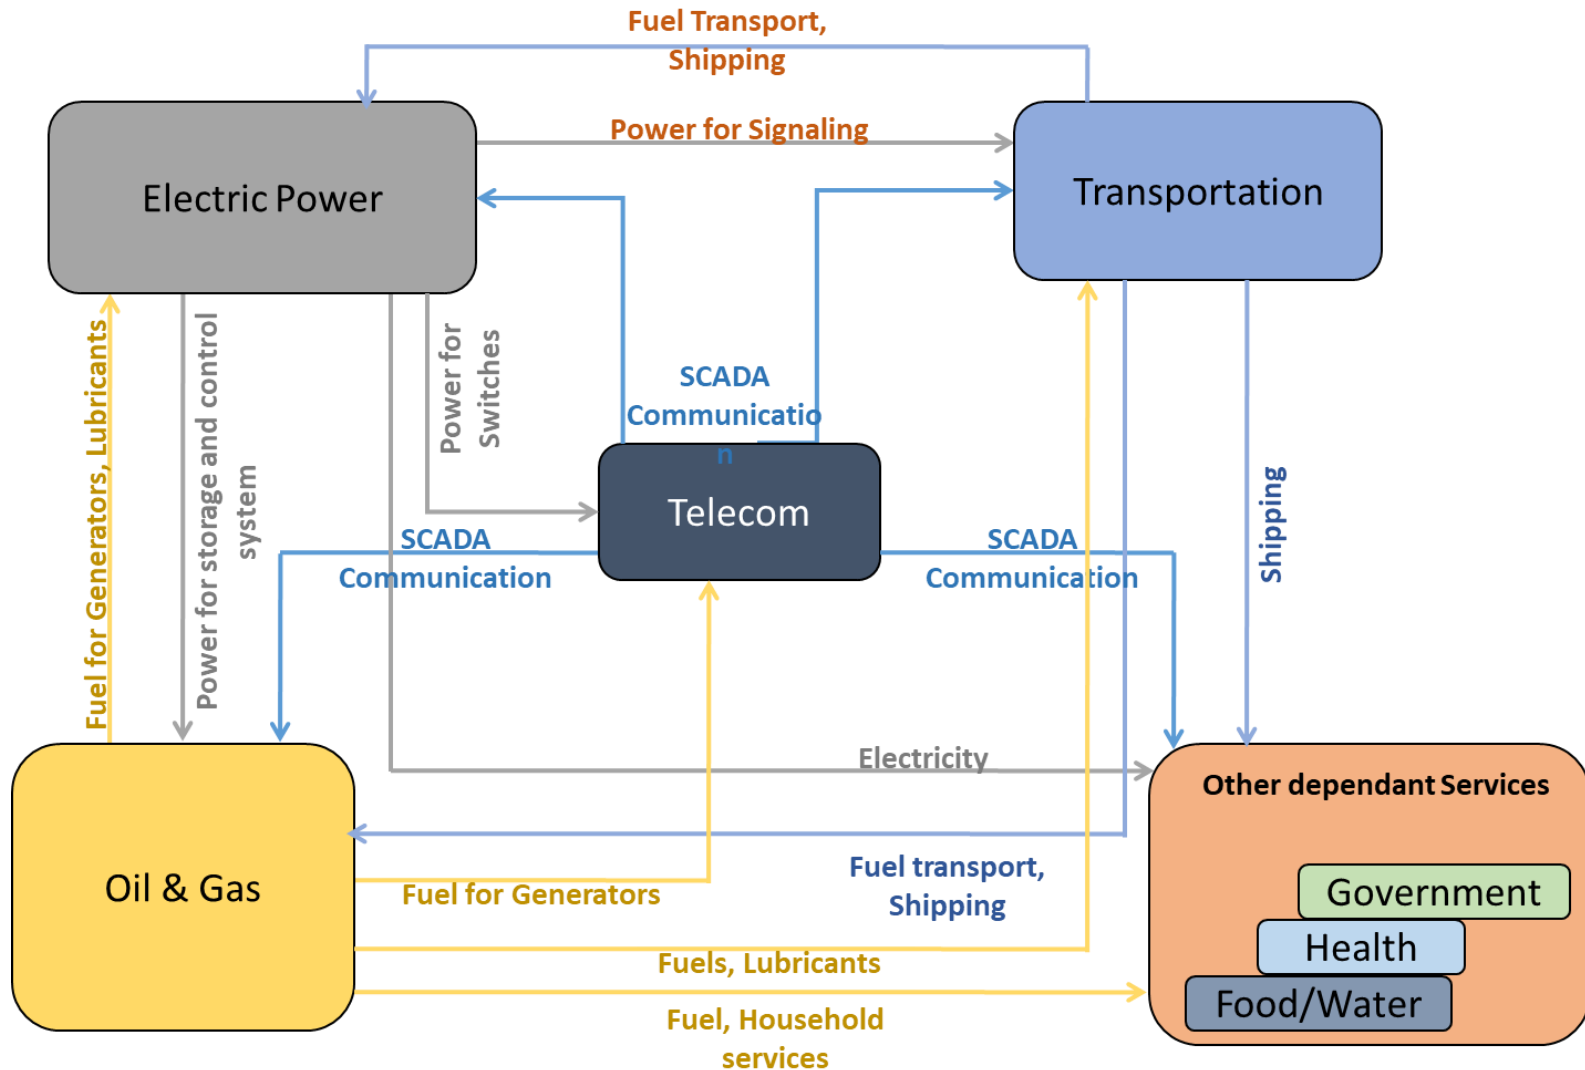 Fuel Transport,
Shipping
Power for Signaling
Electric Power
Transportation
Fuel for Generators, Lubricants
Power for storage and control
system
Power for
Switches
SCADA
Communicatio
n
Telecom
Shipping
SCADA
Communication
SCADA
Communication
Electricity
Other dependant Services
Oil & Gas
Fuel for Generators
Fuel transport,
Shipping
Government
Health
Food/Water
Fuels, Lubricants
Fuel, Household
services